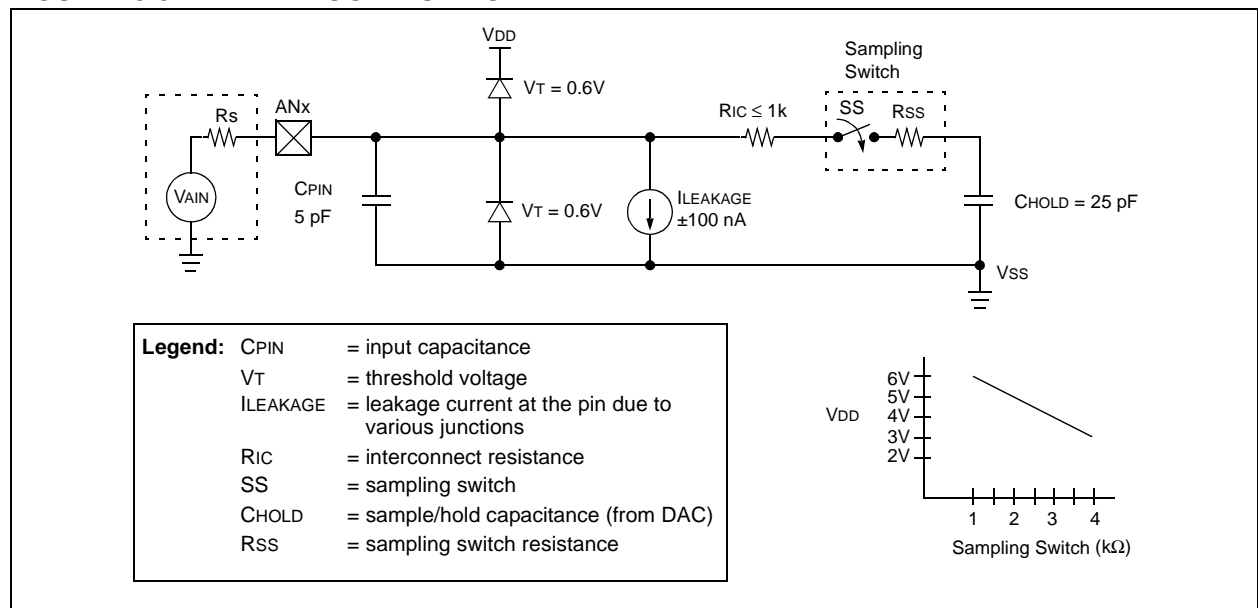 VDD
Sampling
Switch
VT = 0.6V
Rs
ANx
RIC ≤ 1k
SS
RSS
VAIN
CPIN
5 pF
VT = 0.6V
ILEAKAGE
±100 nA
CHOLD = 25 pF
VSS
Legend: CPIN = input capacitance
VT = threshold voltage
ILEAKAGE = leakage current at the pin due to
various junctions
RIC = interconnect resistance
SS = sampling switch
CHOLD = sample/hold capacitance (from DAC)
RSS = sampling switch resistance
VDD
6V
5V
4V
3V
2V
1 2 3 4
Sampling Switch (kΩ)